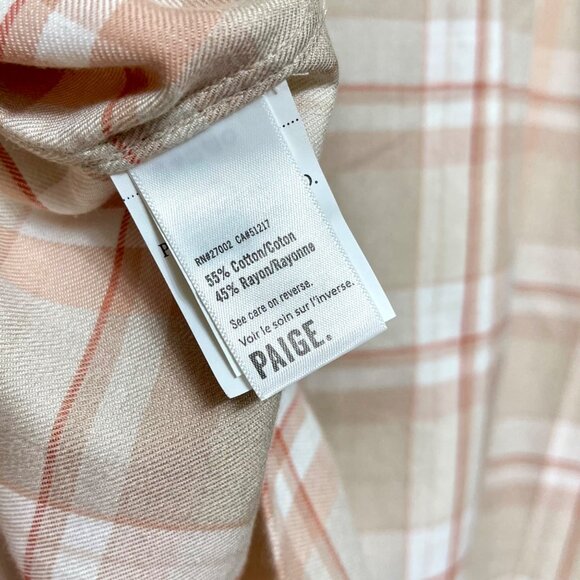 RN#27002 CA#51217
55% Cotton/Coton
45% Rayon/Rayonne
See care on reverse.
Voir le soin sur l'inverse.
PAIGE.